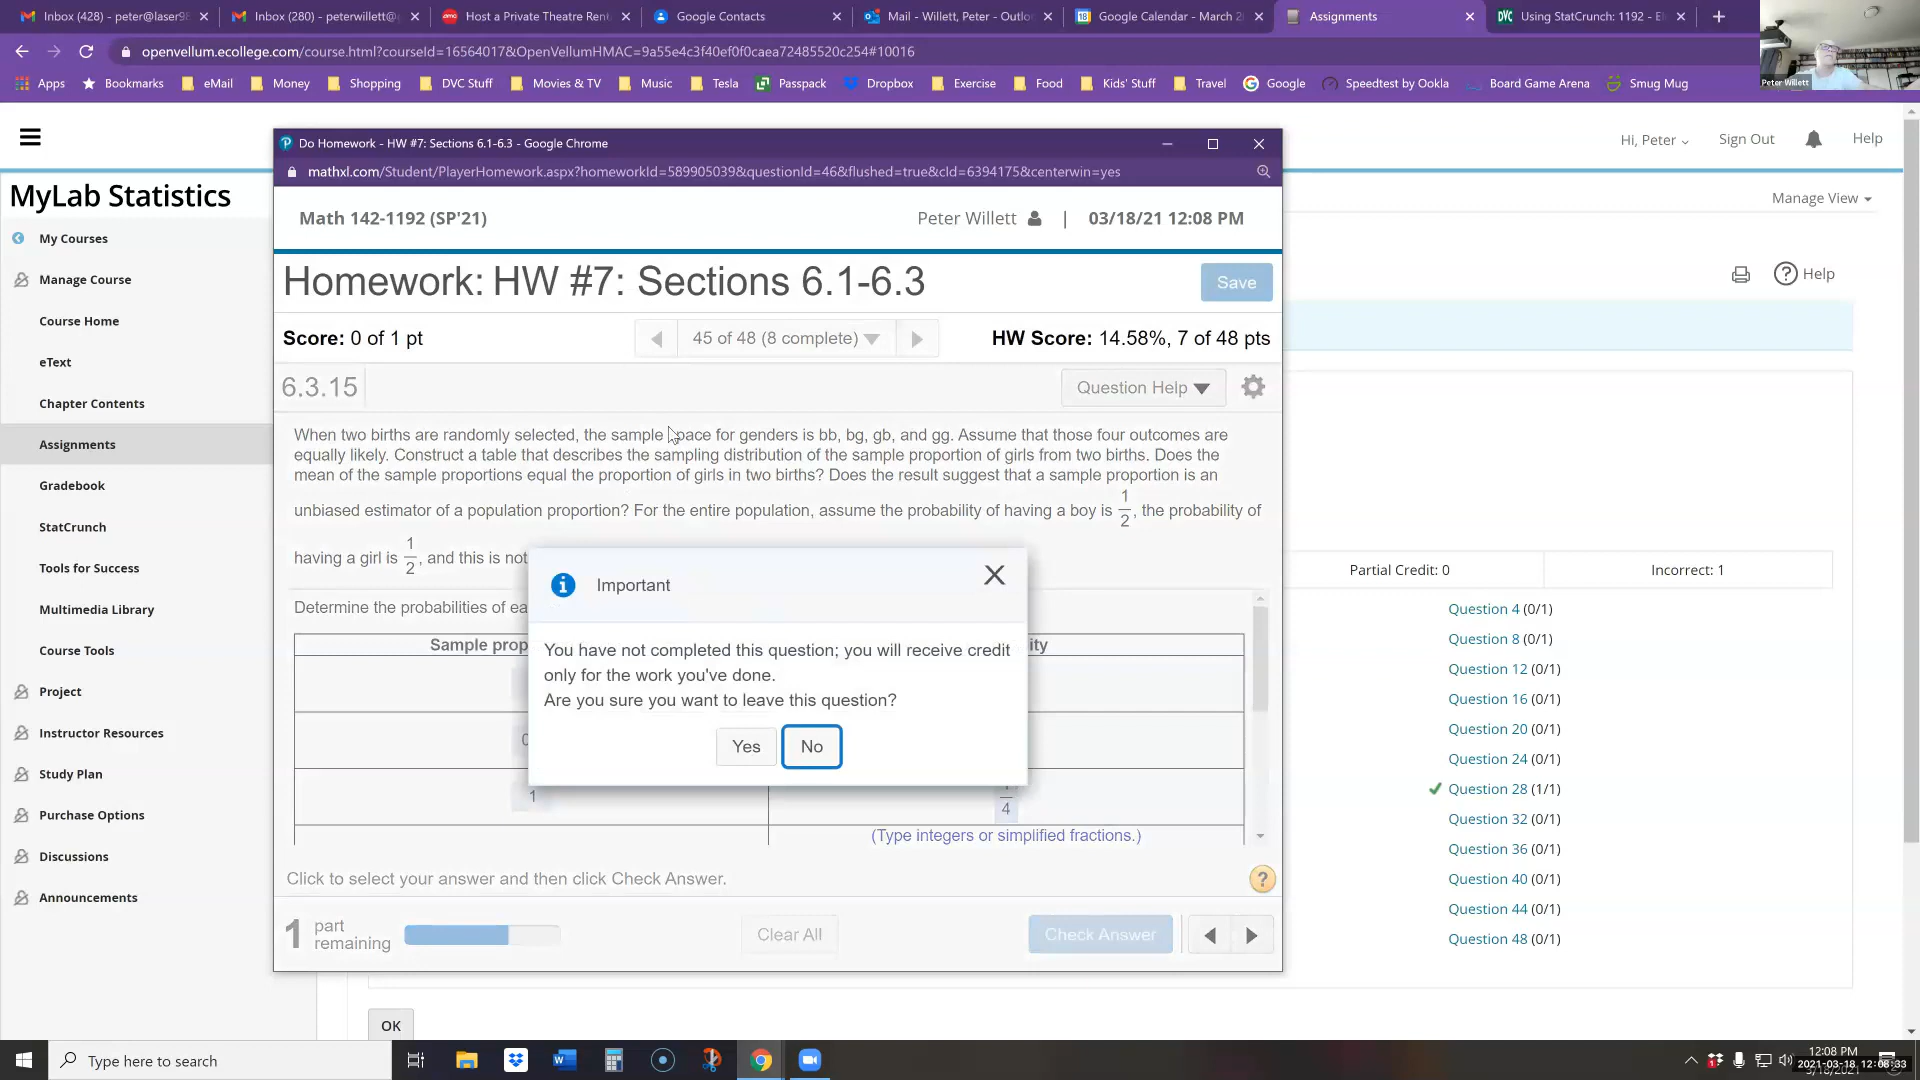 Inbox (428) - peter@laser9
Inbox (280) - peterwillett@
Host a Private Theatre Rent
Google Contacts
Mail - Willett, Peter - Outlo
Google Calendar - March 2
Assignments
Using StatCrunch: 1192 - El
openvellum.ecollege.com/course.html?courseId=16564017&OpenVellumHMAC=9a55e4c3f40ef0f0caea72485520c254#10016
Peter Willett
Apps
Bookmarks
eMail
Money
Shopping
DVC Stuff
Movies & TV
Music
Tesla
Passpack
Dropbox
Exercise
Food
Kids' Stuff
Travel
Google
Speedtest by Ookla
Board Game Arena
Smug Mug
Hi, Peter
Sign Out
Help
MyLab Statistics
Manage View
My Courses
Manage Course
Course Home
eText
Chapter Contents
Assignments
Gradebook
StatCrunch
Tools for Success
Multimedia Library
Course Tools
Project
Instructor Resources
Study Plan
Purchase Options
Discussions
Announcements
Do Homework - HW #7: Sections 6.1-6.3 - Google Chrome
mathxl.com/Student/PlayerHomework.aspx?homeworkId=589905039&questionId=46&flushed=true&cId=6394175&centerwin=yes
Math 142-1192 (SP'21)
Peter Willett | 03/18/21 12:08 PM
Homework: HW #7: Sections 6.1-6.3
Save
Score: 0 of 1 pt
45 of 48 (8 complete)
HW Score: 14.58%, 7 of 48 pts
6.3.15
Question Help
When two births are randomly selected, the sample space for genders is bb, bg, gb, and gg. Assume that those four outcomes are
equally likely. Construct a table that describes the sampling distribution of the sample proportion of girls from two births. Does the
mean of the sample proportions equal the proportion of girls in two births? Does the result suggest that a sample proportion is an
unbiased estimator of a population proportion? For the entire population, assume the probability of having a boy is 1/2, the probability of
having a girl is 1/2, and this is not
Determine the probabilities of ea
Sample prop
ity
1
4
(Type integers or simplified fractions.)
Important
You have not completed this question; you will receive credit
only for the work you've done.
Are you sure you want to leave this question?
Yes
No
Click to select your answer and then click Check Answer.
1 part
remaining
Clear All
Check Answer
Help
Partial Credit: 0
Incorrect: 1
Question 4 (0/1)
Question 8 (0/1)
Question 12 (0/1)
Question 16 (0/1)
Question 20 (0/1)
Question 24 (0/1)
Question 28 (1/1)
Question 32 (0/1)
Question 36 (0/1)
Question 40 (0/1)
Question 44 (0/1)
Question 48 (0/1)
OK
Type here to search
12:08 PM
2021-03-18 12:08:33